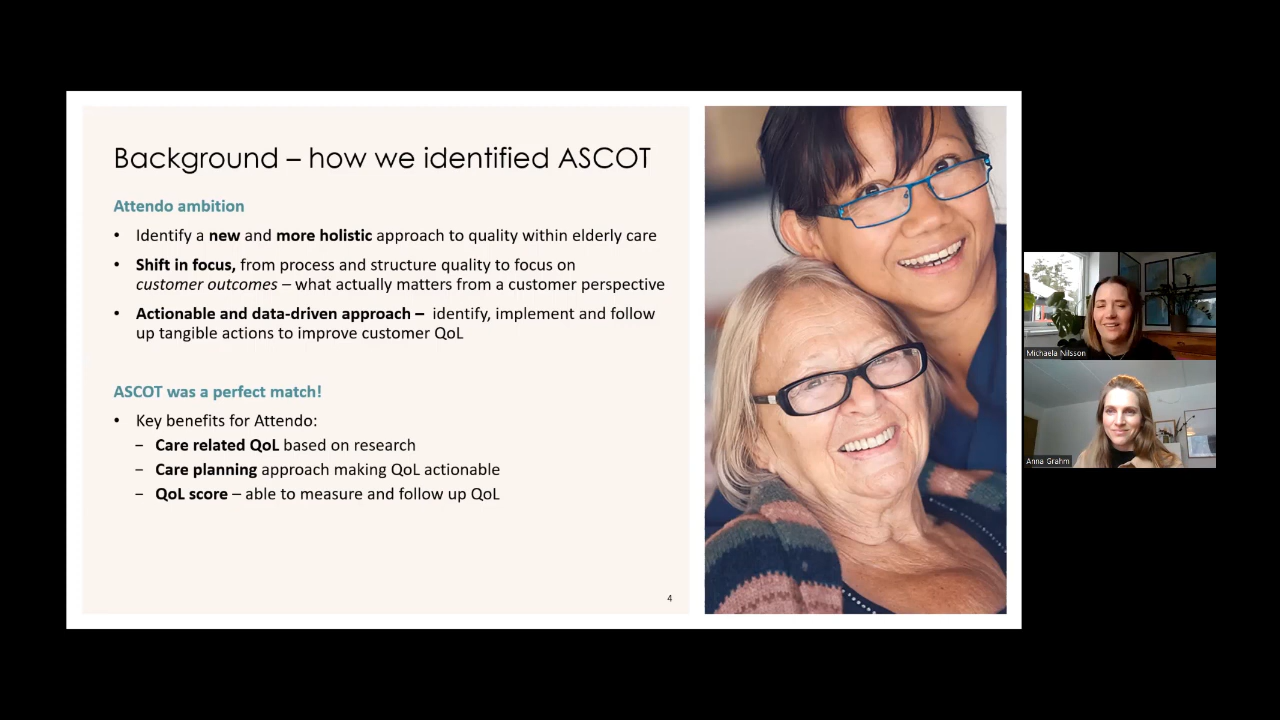 Background – how we identified ASCOT
Attendo ambition
• Identify a new and more holistic approach to quality within elderly care
• Shift in focus, from process and structure quality to focus on
customer outcomes – what actually matters from a customer perspective
• Actionable and data-driven approach – identify, implement and follow
up tangible actions to improve customer QoL
ASCOT was a perfect match!
• Key benefits for Attendo:
– Care related QoL based on research
– Care planning approach making QoL actionable
– QoL score – able to measure and follow up QoL
4
Michaela Nilsson
Anna Grahm